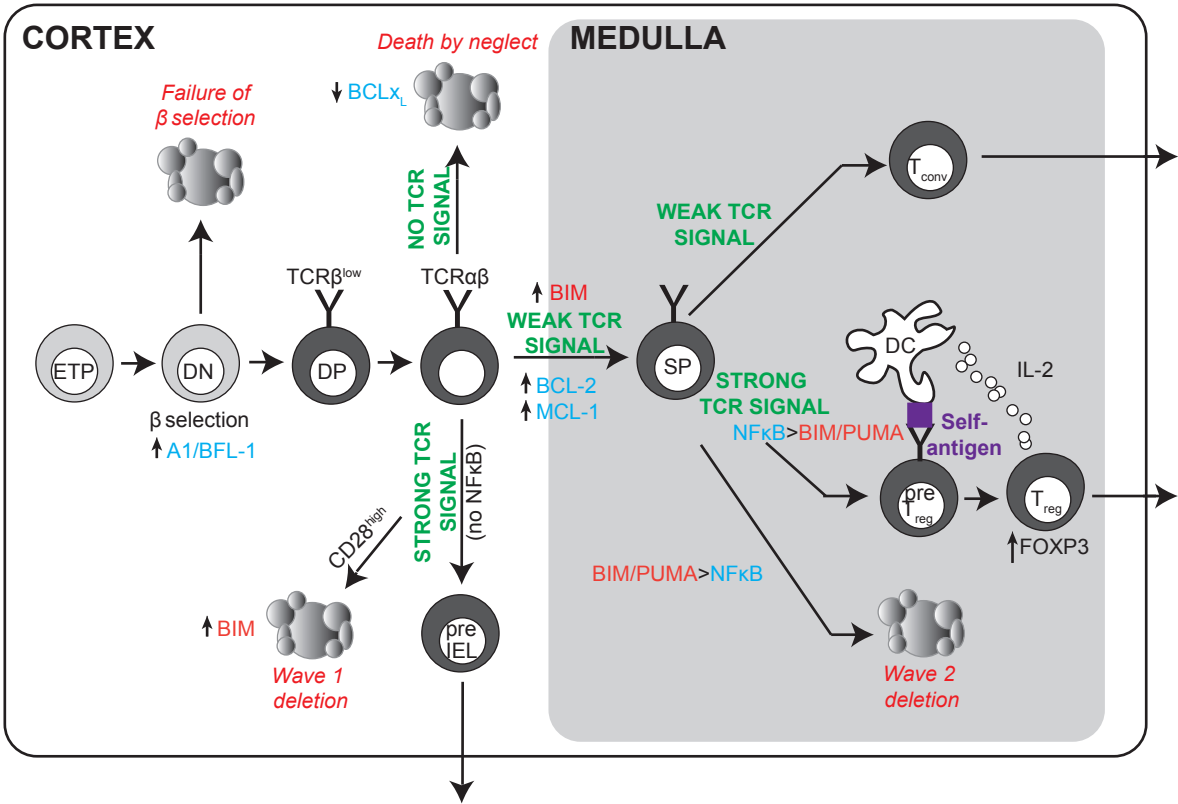 CORTEX
MEDULLA
Death by neglect
↓ BCLxL
Failure of
β selection
NO TCR
SIGNAL
TCRβlow
TCRαβ
ETP
DN
DP
β selection
↑ A1/BFL-1
↑ BIM
WEAK TCR
SIGNAL
↑ BCL-2
↑ MCL-1
SP
WEAK TCR
SIGNAL
Tconv
STRONG
TCR SIGNAL
NFκB>BIM/PUMA
DC
IL-2
Self-
antigen
pre
Treg
Treg
↑FOXP3
STRONG TCR
SIGNAL
(no NFκB)
CD28high
↑ BIM
Wave 1
deletion
pre
IEL
BIM/PUMA>NFκB
Wave 2
deletion